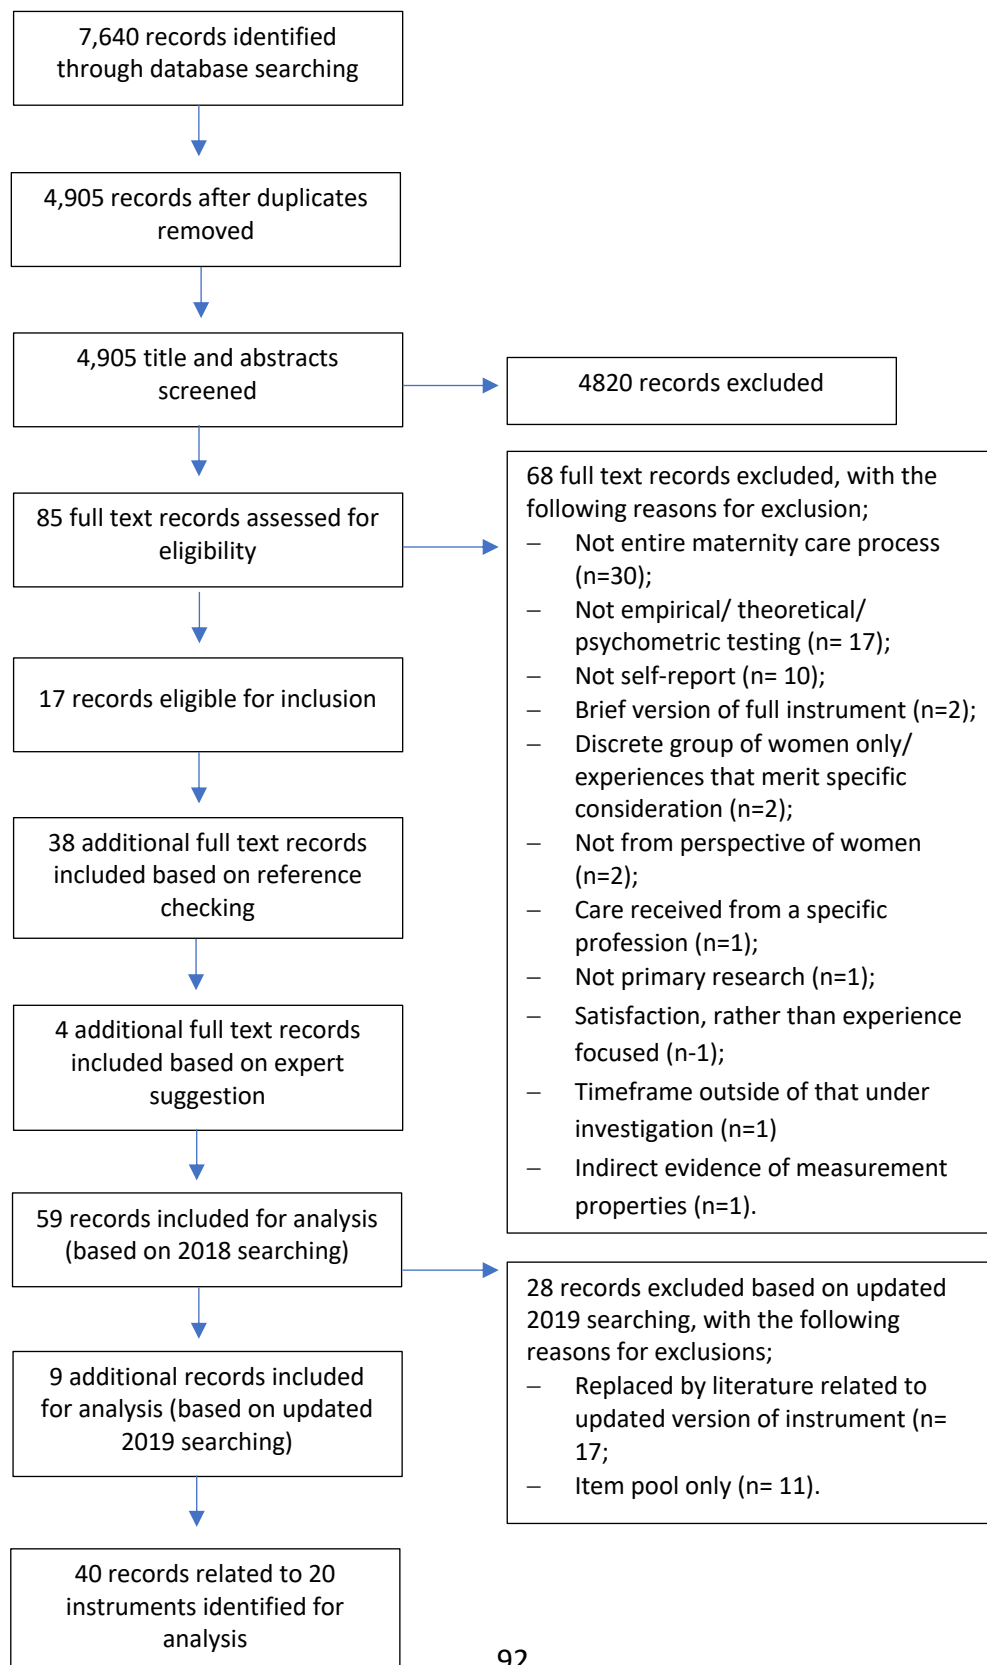 7,640 records identified
through database searching
4,905 records after duplicates
removed
4,905 title and abstracts
screened
4820 records excluded
85 full text records assessed for
eligibility
68 full text records excluded, with the
following reasons for exclusion;
– Not entire maternity care process
(n=30);
– Not empirical/ theoretical/
psychometric testing (n= 17);
– Not self-report (n= 10);
– Brief version of full instrument (n=2);
– Discrete group of women only/
experiences that merit specific
consideration (n=2);
– Not from perspective of women
(n=2);
– Care received from a specific
profession (n=1);
– Not primary research (n=1);
– Satisfaction, rather than experience
focused (n-1);
– Timeframe outside of that under
investigation (n=1)
– Indirect evidence of measurement
properties (n=1).
17 records eligible for inclusion
38 additional full text records
included based on reference
checking
4 additional full text records
included based on expert
suggestion
59 records included for analysis
(based on 2018 searching)
28 records excluded based on updated
2019 searching, with the following
reasons for exclusions;
– Replaced by literature related to
updated version of instrument (n=
17;
– Item pool only (n= 11).
9 additional records included
for analysis (based on updated
2019 searching)
40 records related to 20
instruments identified for
analysis
92